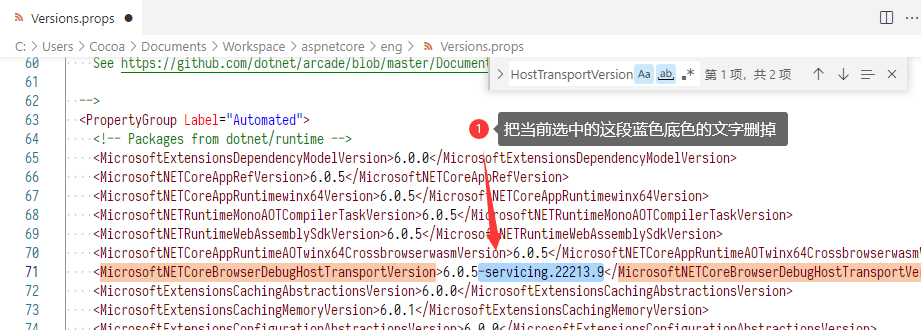 Versions.props
C: > Users > Cocoa > Documents > Workspace > aspnetcore > eng > Versions.props
HostTransportVersion Aa ab .* 第 1 项，共 2 项
60 See https://github.com/dotnet/arcade/blob/master/Document
61
62 -->
63 <PropertyGroup Label="Automated">
64 <!-- Packages from dotnet/runtime -->
1 把当前选中的这段蓝色底色的文字删掉
65 <MicrosoftExtensionsDependencyModelVersion>6.0.0</MicrosoftExtensionsDependencyModelVersion>
66 <MicrosoftNETCoreAppRefVersion>6.0.5</MicrosoftNETCoreAppRefVersion>
67 <MicrosoftNETCoreAppRuntimewinx64Version>6.0.5</MicrosoftNETCoreAppRuntimewinx64Version>
68 <MicrosoftNETRuntimeMonoAOTCompilerTaskVersion>6.0.5</MicrosoftNETRuntimeMonoAOTCompilerTaskVersion>
69 <MicrosoftNETRuntimeWebAssemblySdkVersion>6.0.5</MicrosoftNETRuntimeWebAssemblySdkVersion>
70 <MicrosoftNETCoreAppRuntimeAOTwinx64CrossbrowserwasmVersion>6.0.5</MicrosoftNETCoreAppRuntimeAOTwinx64Crossbrowserwasm
71 <MicrosoftNETCoreBrowserDebugHostTransportVersion>6.0.5-servicing.22213.9</MicrosoftNETCoreBrowserDebugHostTransportVe
72 <MicrosoftExtensionsCachingAbstractionsVersion>6.0.0</MicrosoftExtensionsCachingAbstractionsVersion>
73 <MicrosoftExtensionsCachingMemoryVersion>6.0.1</MicrosoftExtensionsCachingMemoryVersion>
74 <MicrosoftExtensionsConfigurationAbstractionsVersion>6.0.0</MicrosoftExtensionsConfigurationAbstractionsVersion>